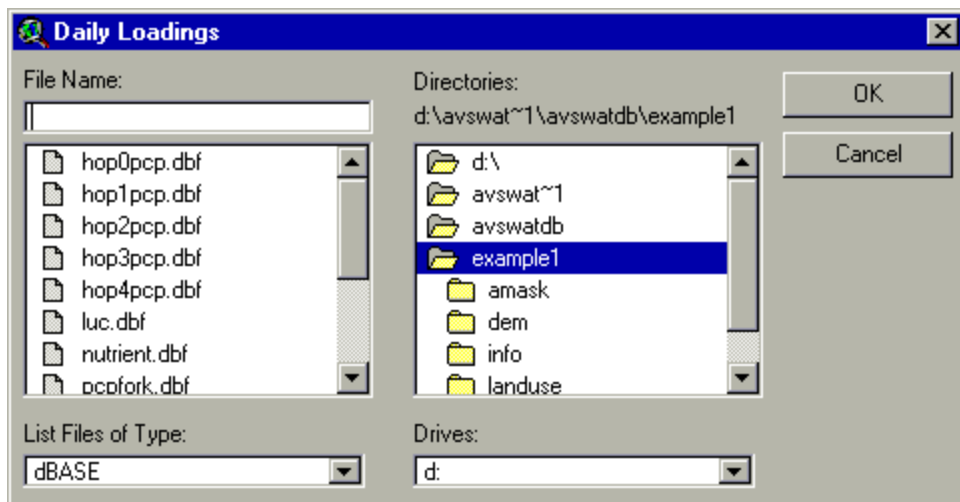 Daily Loadings
File Name:
hop0pcp.dbf
hop1pcp.dbf
hop2pcp.dbf
hop3pcp.dbf
hop4pcp.dbf
luc.dbf
nutrient.dbf
pcpfork.dbf
List Files of Type:
dBASE
Directories:
d:\avswat~1\avswatdb\example1
d:\
avswat~1
avswatdb
example1
amask
dem
info
landuse
Drives:
d:
OK
Cancel